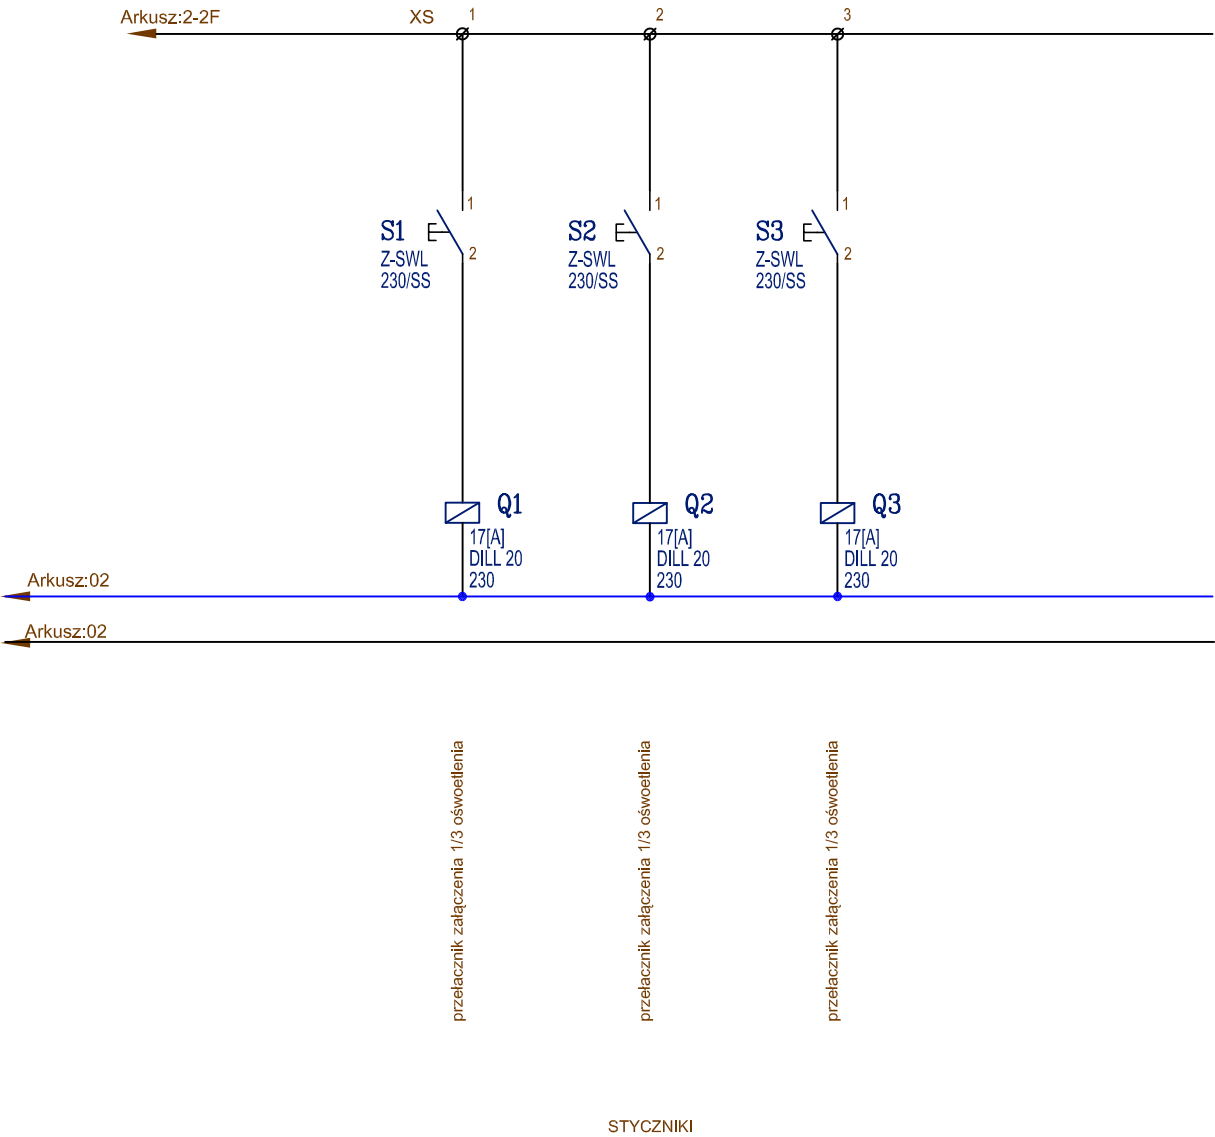 Arkusz:2-2F
XS 1 2 3
1 1 1
S1 S2 S3
2 2 2
Z-SWL Z-SWL Z-SWL
230/SS 230/SS 230/SS
Q1 Q2 Q3
17[A] 17[A] 17[A]
DILL 20 DILL 20 DILL 20
230 230 230
Arkusz:02
Arkusz:02
przełacznik załączenia 1/3 ośwoetlenia
przełacznik załączenia 1/3 ośwoetlenia
przełacznik załączenia 1/3 ośwoetlenia
STYCZNIKI